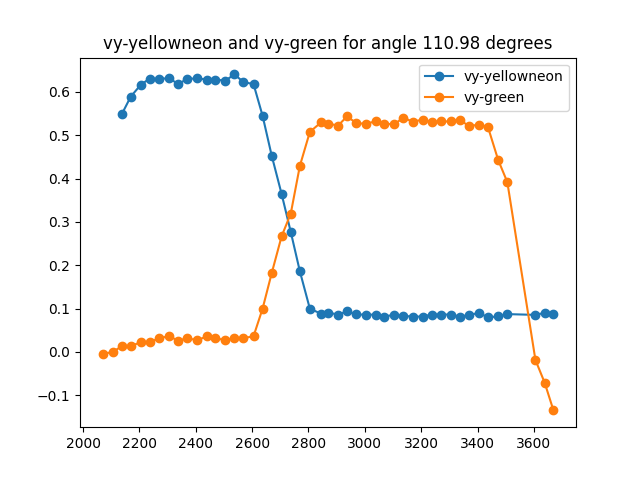 vy-yellowneon and vy-green for angle 110.98 degrees
vy-yellowneon
vy-green
0.6
0.5
0.4
0.3
0.2
0.1
0.0
−0.1
2000 2200 2400 2600 2800 3000 3200 3400 3600